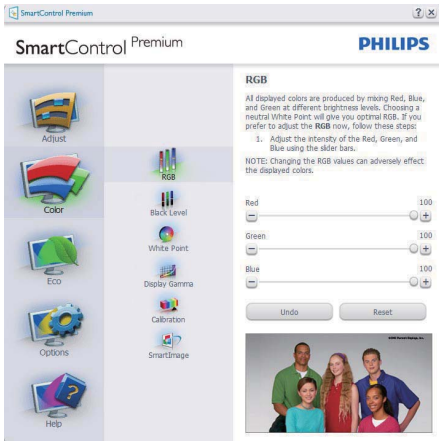 SmartControl Premium
SmartControl Premium
PHILIPS
Adjust
Color
Eco
Options
Help
RGB
Black Level
White Point
Display Gamma
Calibration
SmartImage
RGB
All displayed colors are produced by mixing Red, Blue,
and Green at different brightness levels. Choosing a
neutral White Point will give you optimal RGB. If you
prefer to adjust the RGB now, follow these steps:
1. Adjust the intensity of the Red, Green, and
Blue using the slider bars.
NOTE: Changing the RGB values can adversely effect
the displayed colors.
Red 100
Green 100
Blue 100
Undo Reset